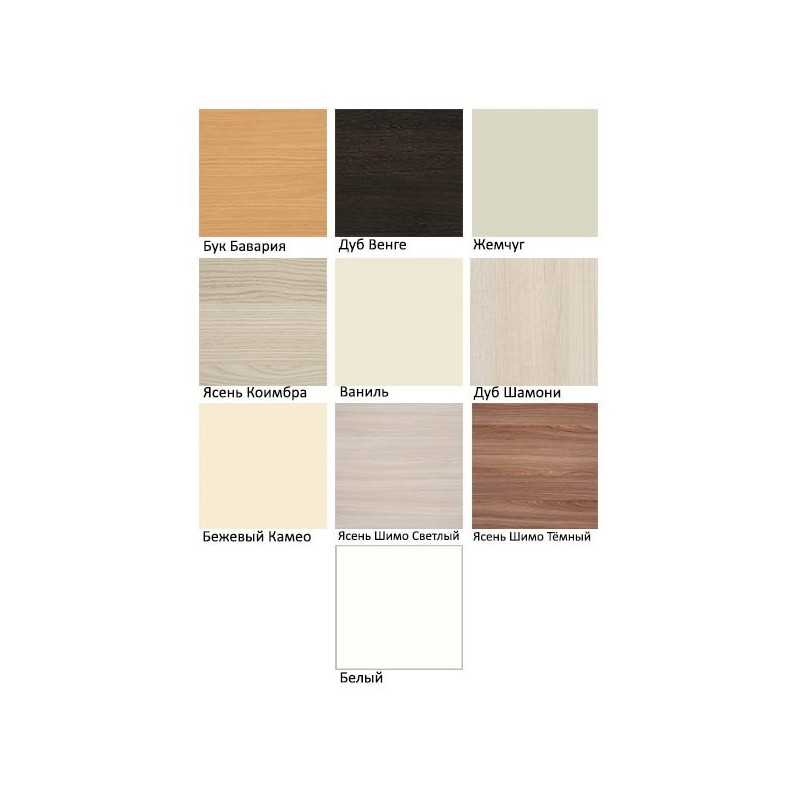 Бук Бавария
Дуб Венге
Жемчуг
Ясень Коимбра
Ваниль
Дуб Шамони
Бежевый Камео
Ясень Шимо Светлый
Ясень Шимо Тёмный
Белый